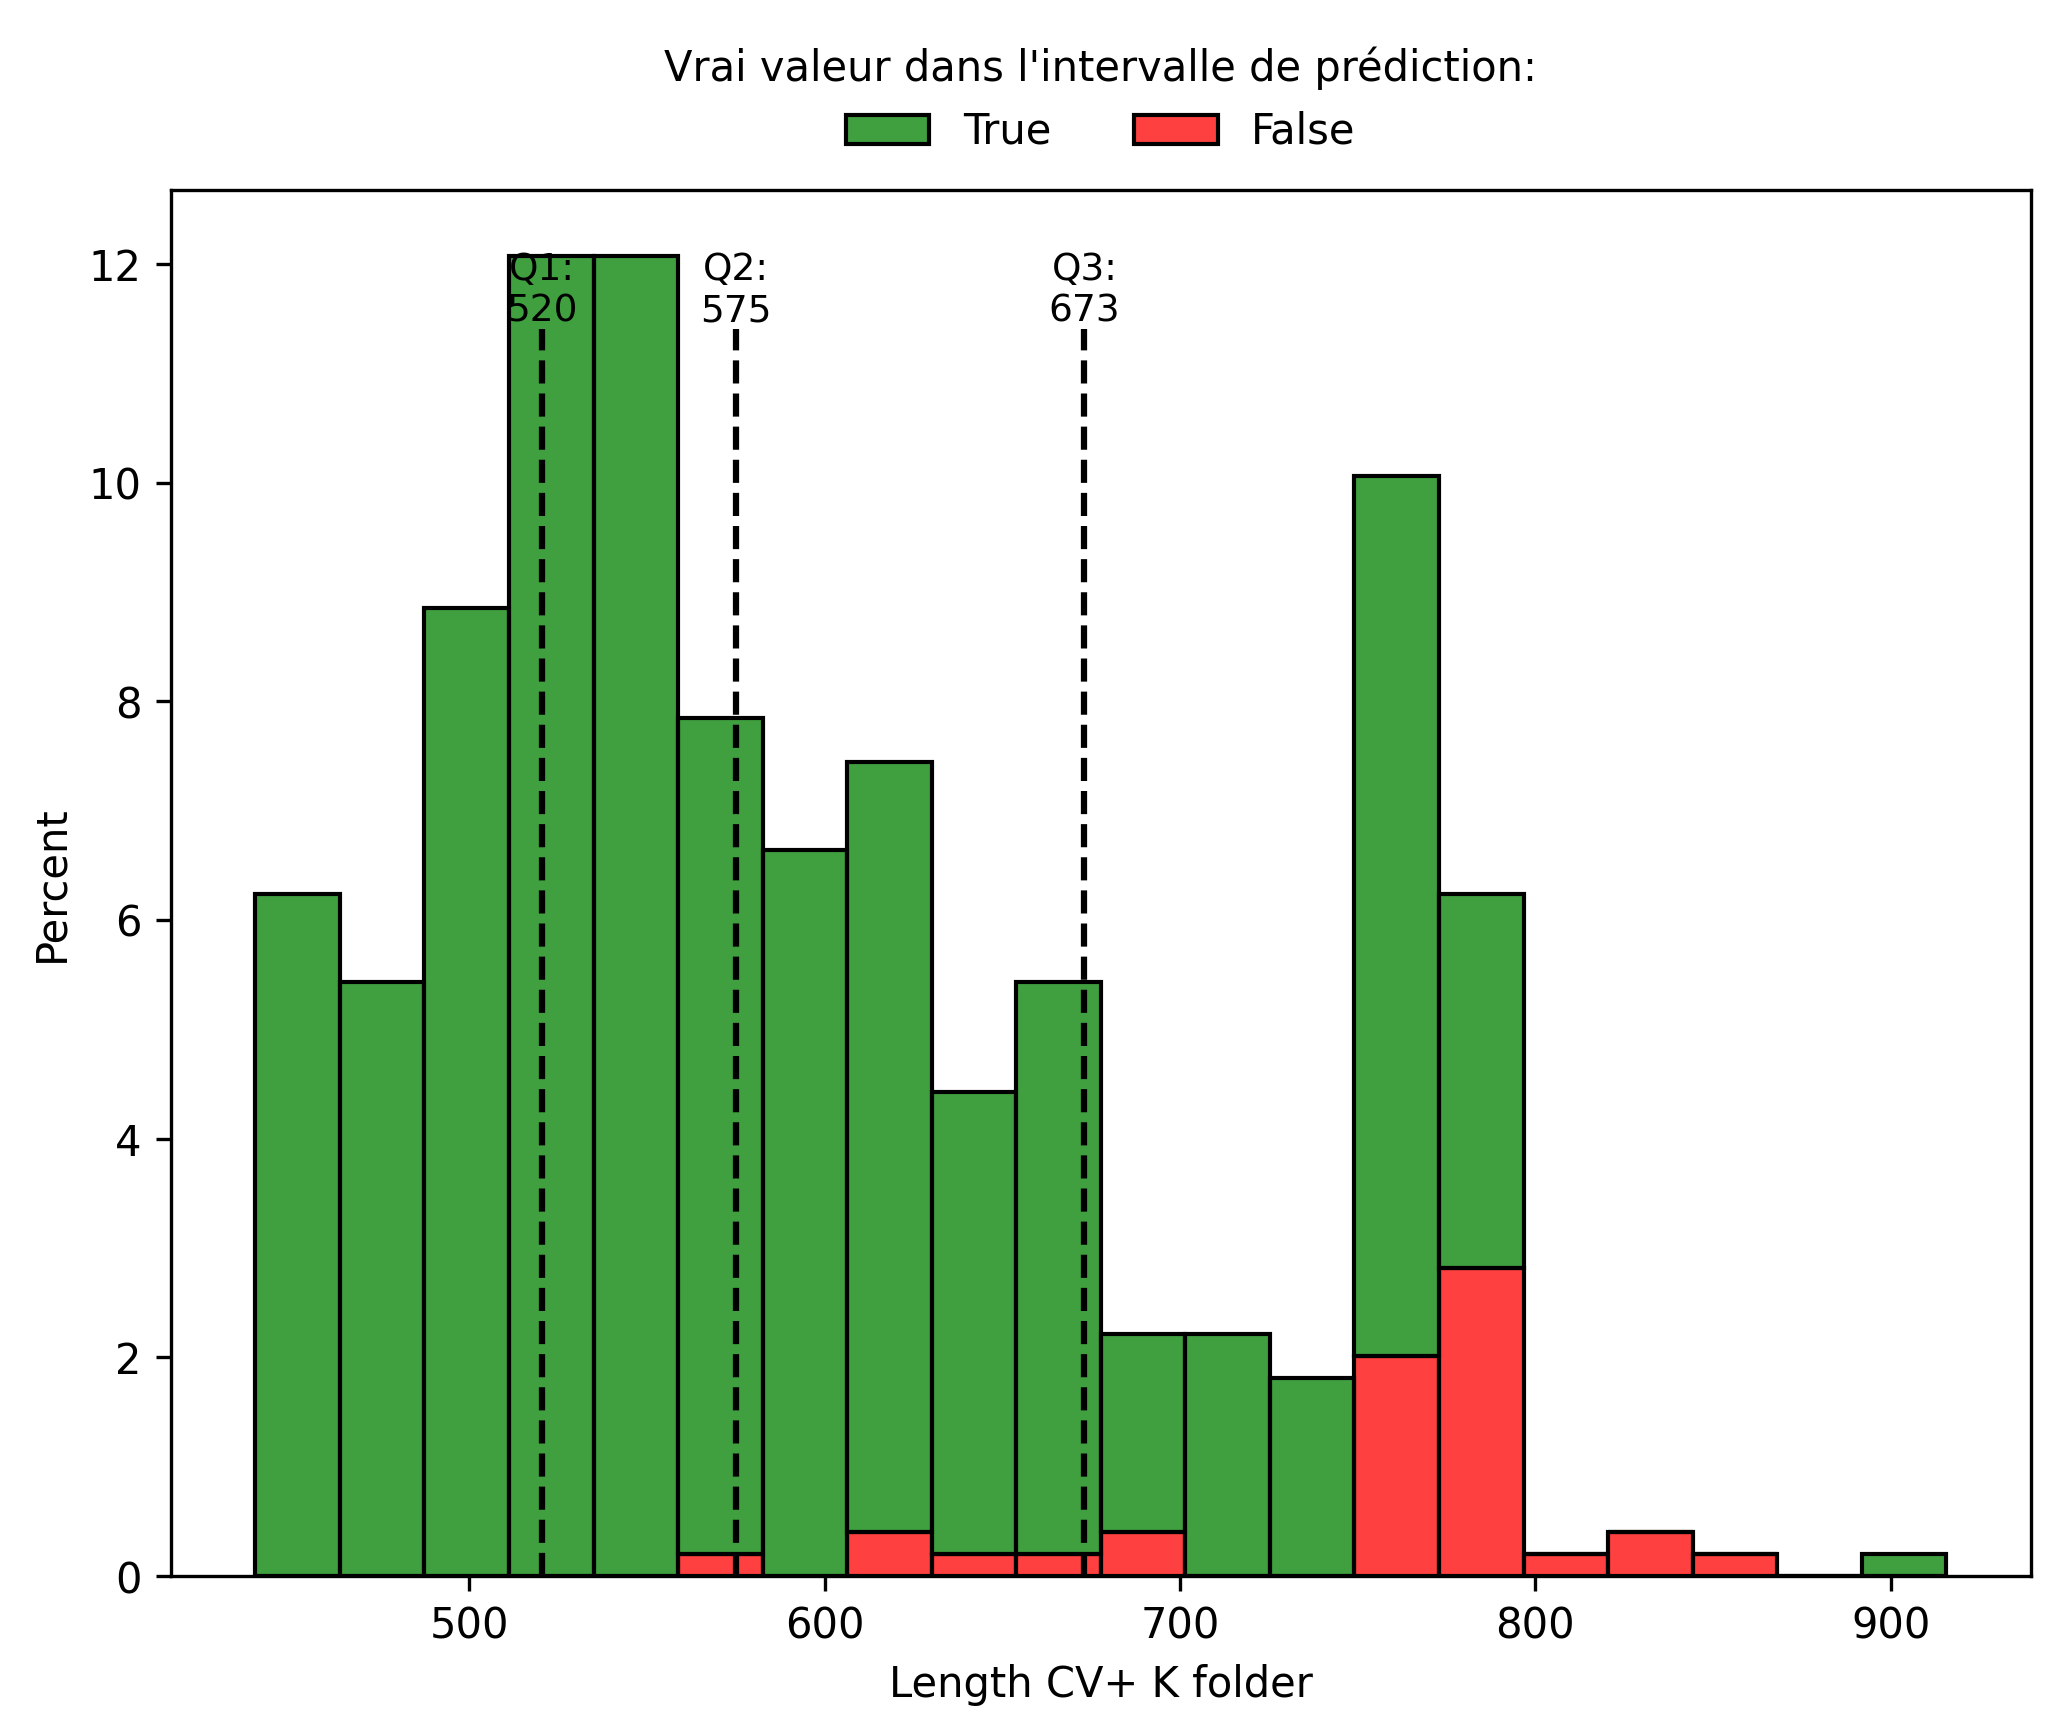 Vrai valeur dans l'intervalle de prédiction:
True False
Q1:
520
Q2:
575
Q3:
673
12
10
8
6
4
2
0
Percent
500 600 700 800 900
Length CV+ K folder